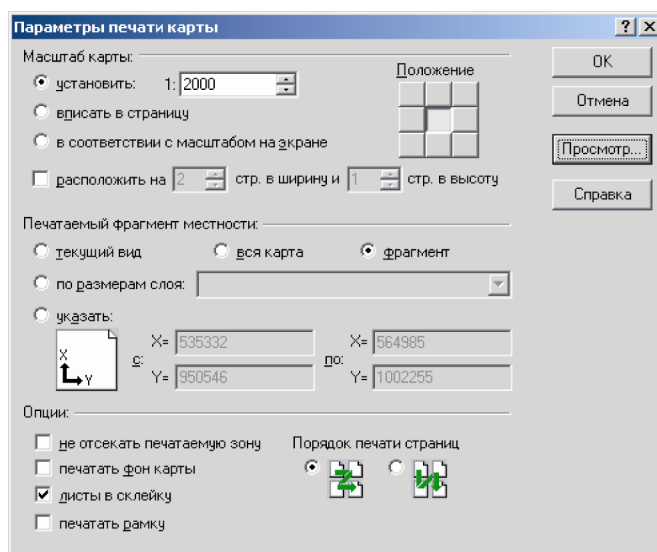 Параметры печати карты
Масштаб карты:
установить: 1: 2000
Положение
вписать в страницу
в соответствии с масштабом на экране
расположить на 2 стр. в ширину и 1 стр. в высоту
OK
Отмена
Просмотр...
Справка
Печатаемый фрагмент местности:
текущий вид вся карта фрагмент
по размерам слоя:
указать:
X Y
с: X= 535332 по: X= 564985
Y= 950546 Y= 1002255
Опции:
не отсекать печатаемую зону
печатать фон карты
листы в склейку
печатать рамку
Порядок печати страниц